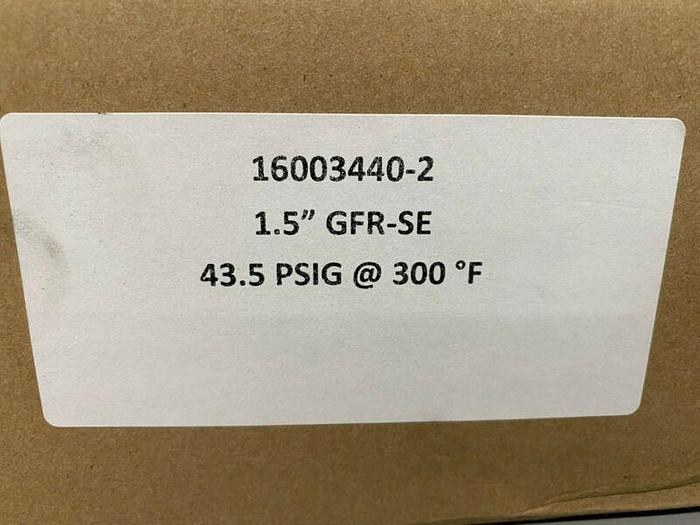 16003440-2
1.5” GFR-SE
43.5 PSIG @ 300 °F